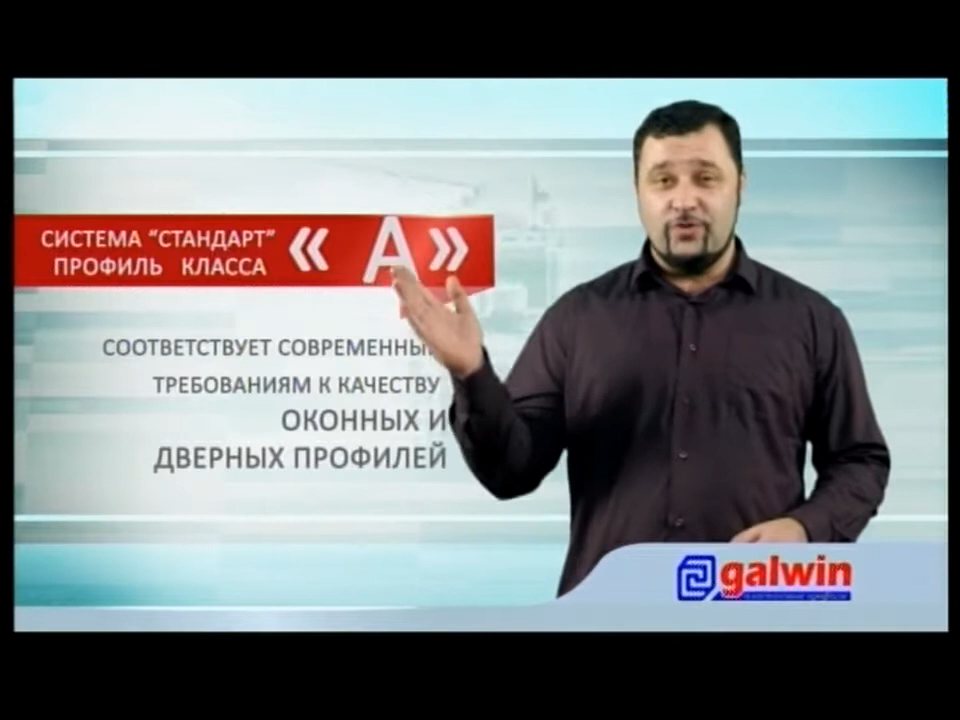 СИСТЕМА “СТАНДАРТ”
ПРОФИЛЬ КЛАССА « А »
СООТВЕТСТВУЕТ СОВРЕМЕННЫ
ТРЕБОВАНИЯМ К КАЧЕСТВУ
ОКОННЫХ И
ДВЕРНЫХ ПРОФИЛЕЙ
galwin